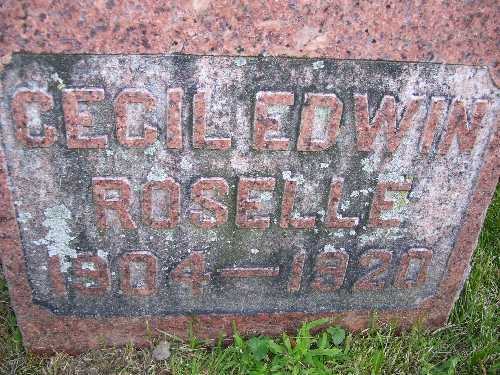 CECIL EDWIN
ROSELLE
1904 — 1920